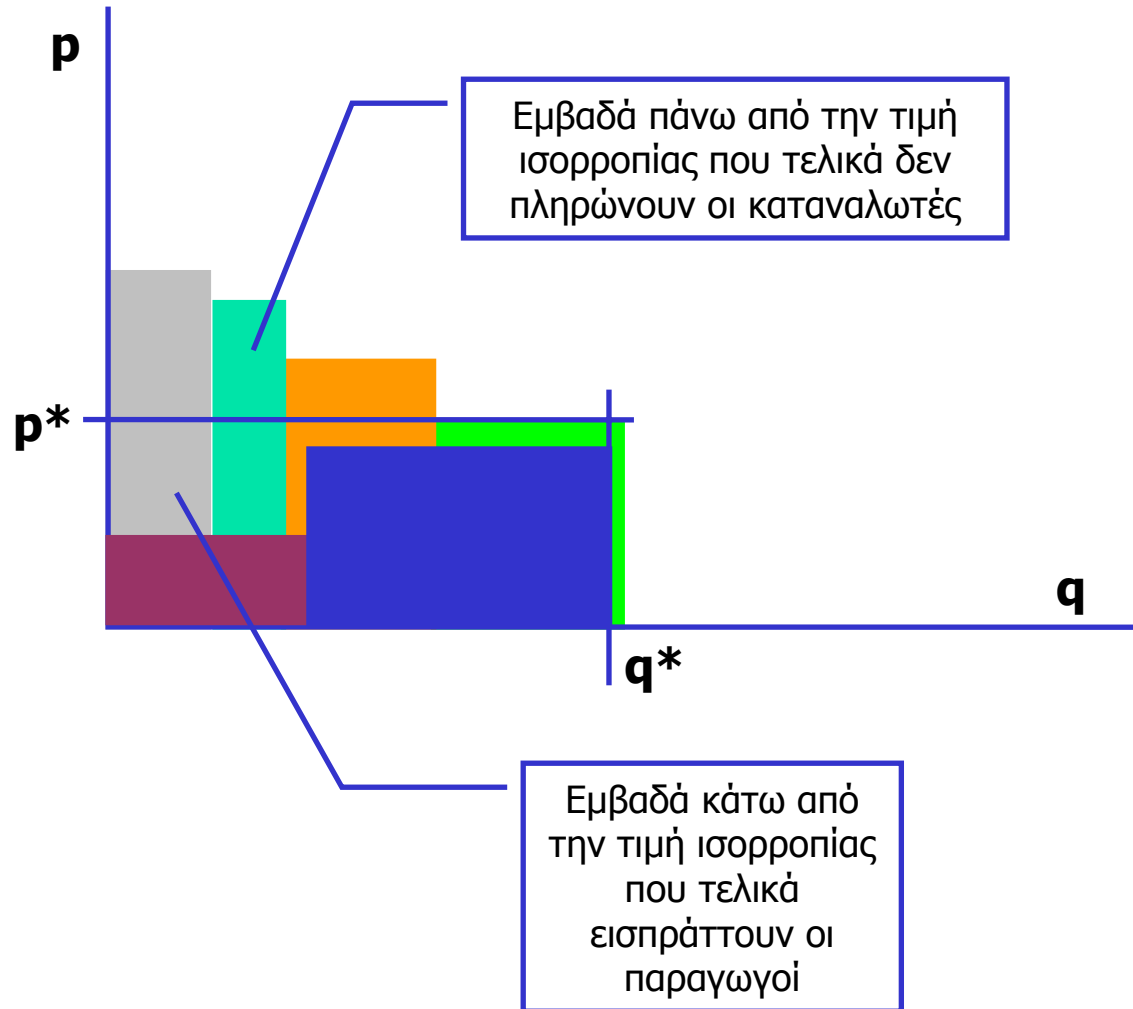 p
Εμβαδά πάνω από την τιμή
ισορροπίας που τελικά δεν
πληρώνουν οι καταναλωτές
p*
q
q*
Εμβαδά κάτω από
την τιμή ισορροπίας
που τελικά
εισπράττουν οι
παραγωγοί